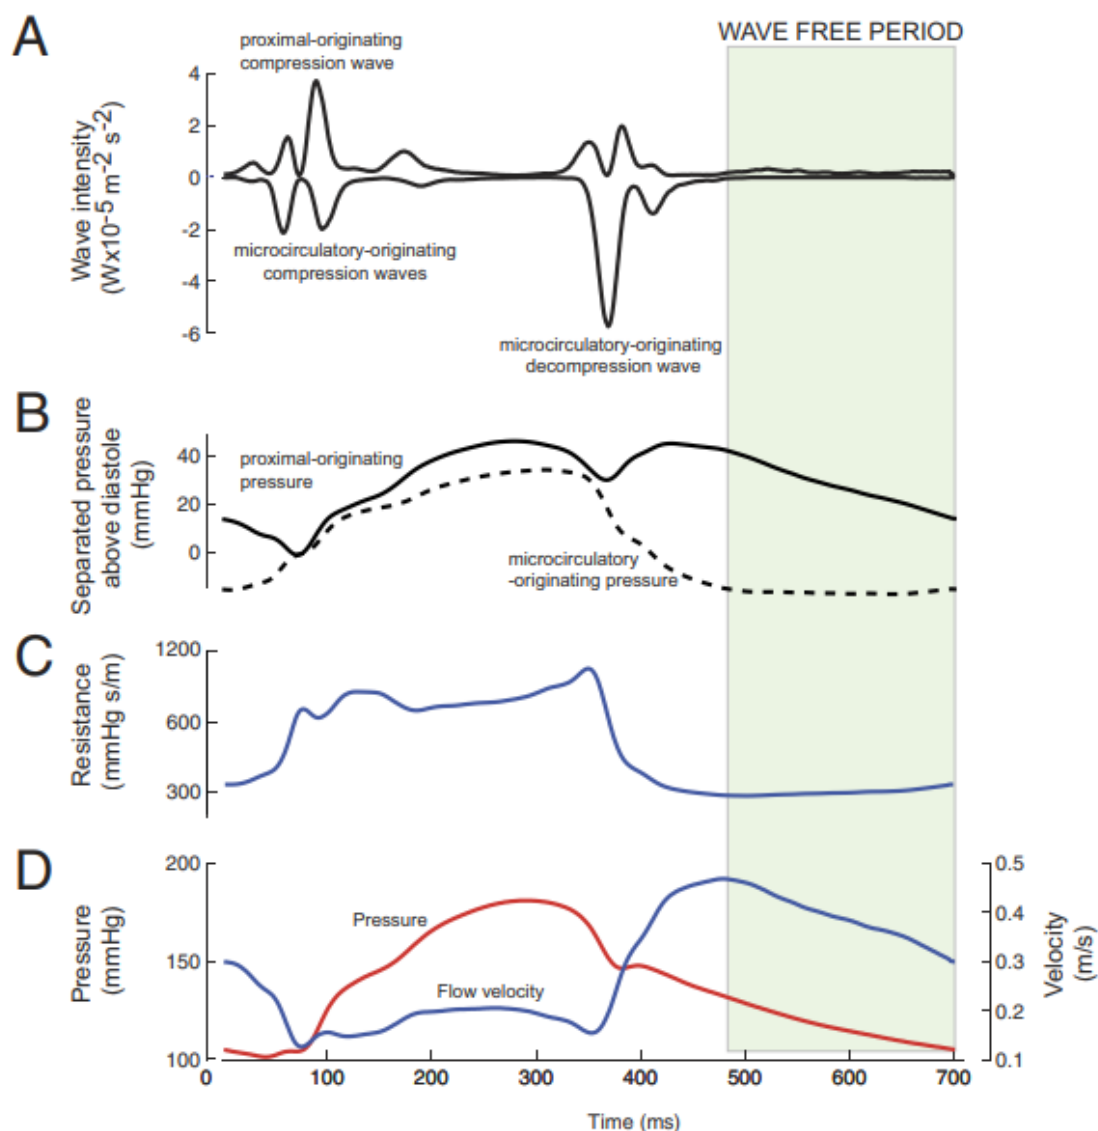 A
WAVE FREE PERIOD
proximal-originating
compression wave
Wave intensity
(Wx10-5 m-2 s-2)
4
2
0
-2
-4
-6
microcirculatory-originating
compression waves
microcirculatory-originating
decompression wave
B
Separated pressure
above diastole
(mmHg)
40
20
0
proximal-originating
pressure
microcirculatory
-originating pressure
C
Resistance
(mmHg s/m)
1200
600
300
D
Pressure
(mmHg)
200
150
100
Pressure
Flow velocity
0.5
0.4
0.3
0.2
0.1
Velocity
(m/s)
0 100 200 300 400 500 600 700
Time (ms)